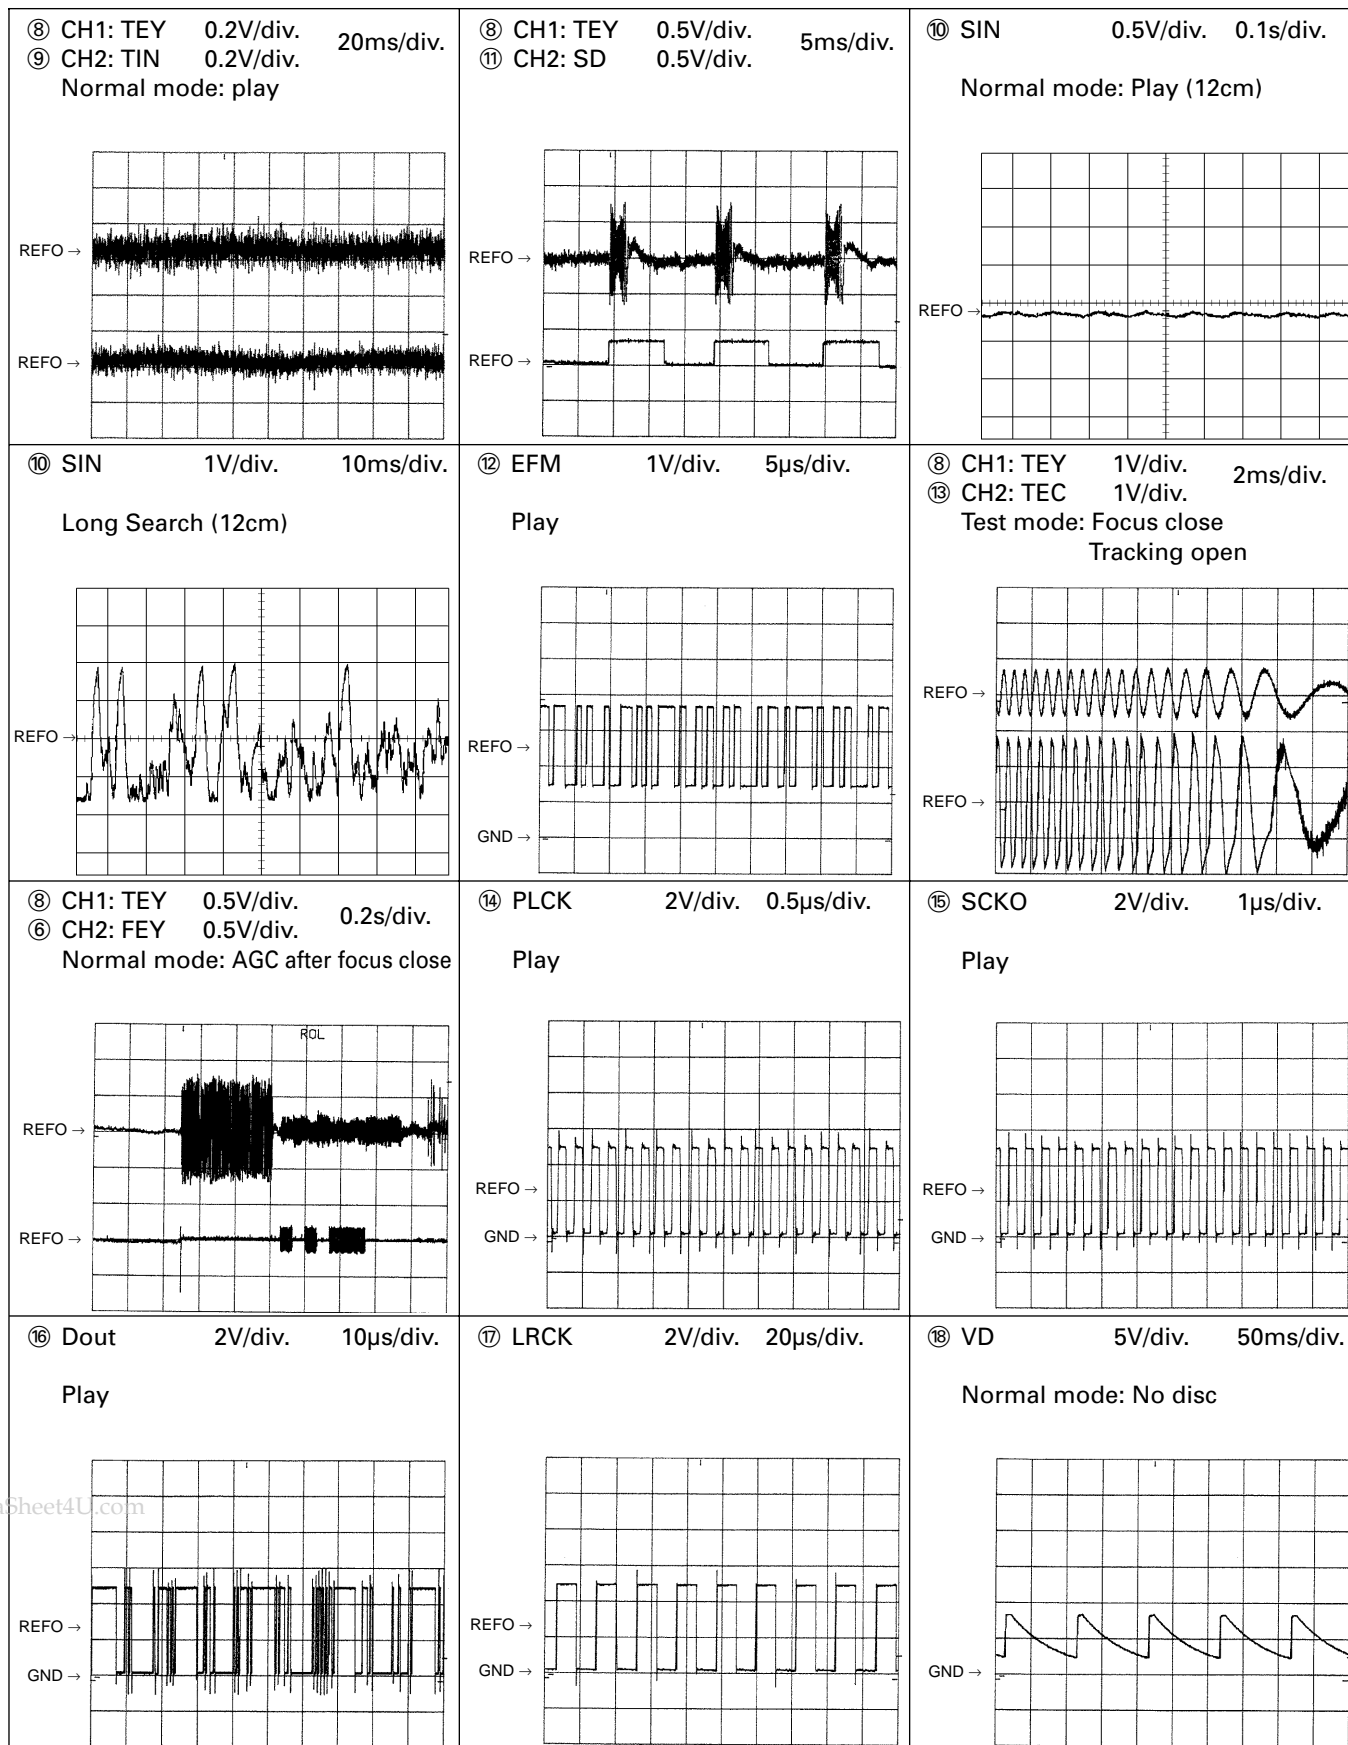 ⑧ CH1: TEY 0.2V/div. 20ms/div.
⑨ CH2: TIN 0.2V/div.
Normal mode: play
REFO →
REFO →
⑧ CH1: TEY 0.5V/div. 5ms/div.
⑪ CH2: SD 0.5V/div.
REFO →
REFO →
⑩ SIN 0.5V/div. 0.1s/div.
Normal mode: Play (12cm)
REFO →
⑩ SIN 1V/div. 10ms/div.
Long Search (12cm)
REFO →
⑫ EFM 1V/div. 5µs/div.
Play
REFO →
GND →
⑧ CH1: TEY 1V/div. 2ms/div.
⑬ CH2: TEC 1V/div.
Test mode: Focus close
Tracking open
REFO →
REFO →
⑧ CH1: TEY 0.5V/div. 0.2s/div.
⑥ CH2: FEY 0.5V/div.
Normal mode: AGC after focus close
ROL
REFO →
REFO →
⑭ PLCK 2V/div. 0.5µs/div.
Play
REFO →
GND →
⑮ SCKO 2V/div. 1µs/div.
Play
REFO →
GND →
⑯ Dout 2V/div. 10µs/div.
Play
REFO →
GND →
⑰ LRCK 2V/div. 20µs/div.
REFO →
GND →
⑱ VD 5V/div. 50ms/div.
Normal mode: No disc
GND →
Sheet4U.com